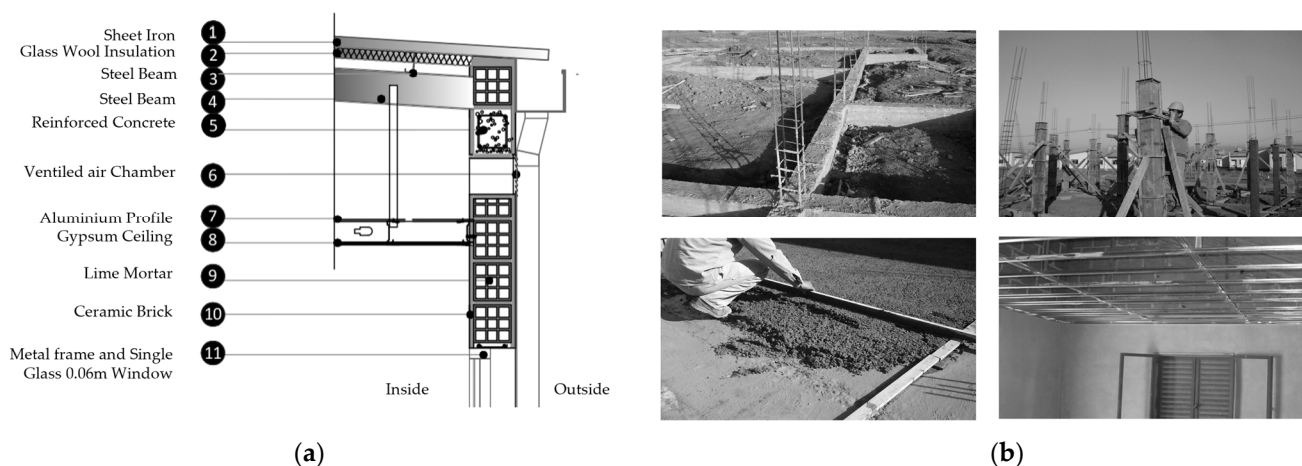 Sheet Iron 1
Glass Wool Insulation 2
Steel Beam 3
Steel Beam 4
Reinforced Concrete 5
Ventiled air Chamber 6
Aluminium Profile 7
Gypsum Ceiling 8
Lime Mortar 9
Ceramic Brick 10
Metal frame and Single 11
Glass 0.06m Window
Inside Outside
(a) (b)